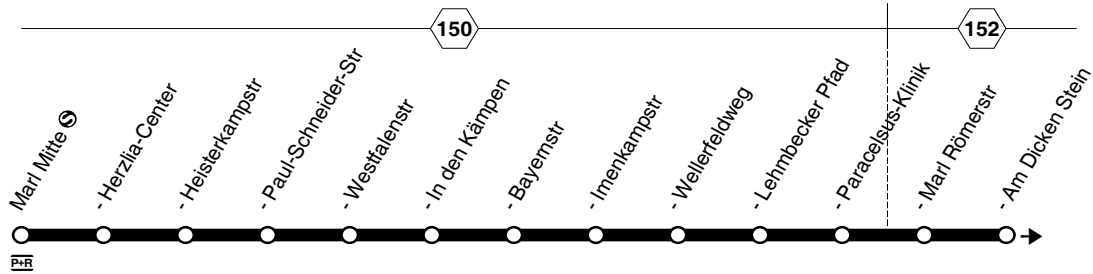 150
152
Marl Mitte Ⓢ
- Herzlia-Center
- Heisterkampstr
- Paul-Schneider-Str
- Westfalenstr
- In den Kämpen
- Bayernstr
- Imenkampstr
- Wellerfeldweg
- Lehmbecker Pfad
- Paracelsus-Klinik
- Marl Römerstr
- Am Dicken Stein
P+R